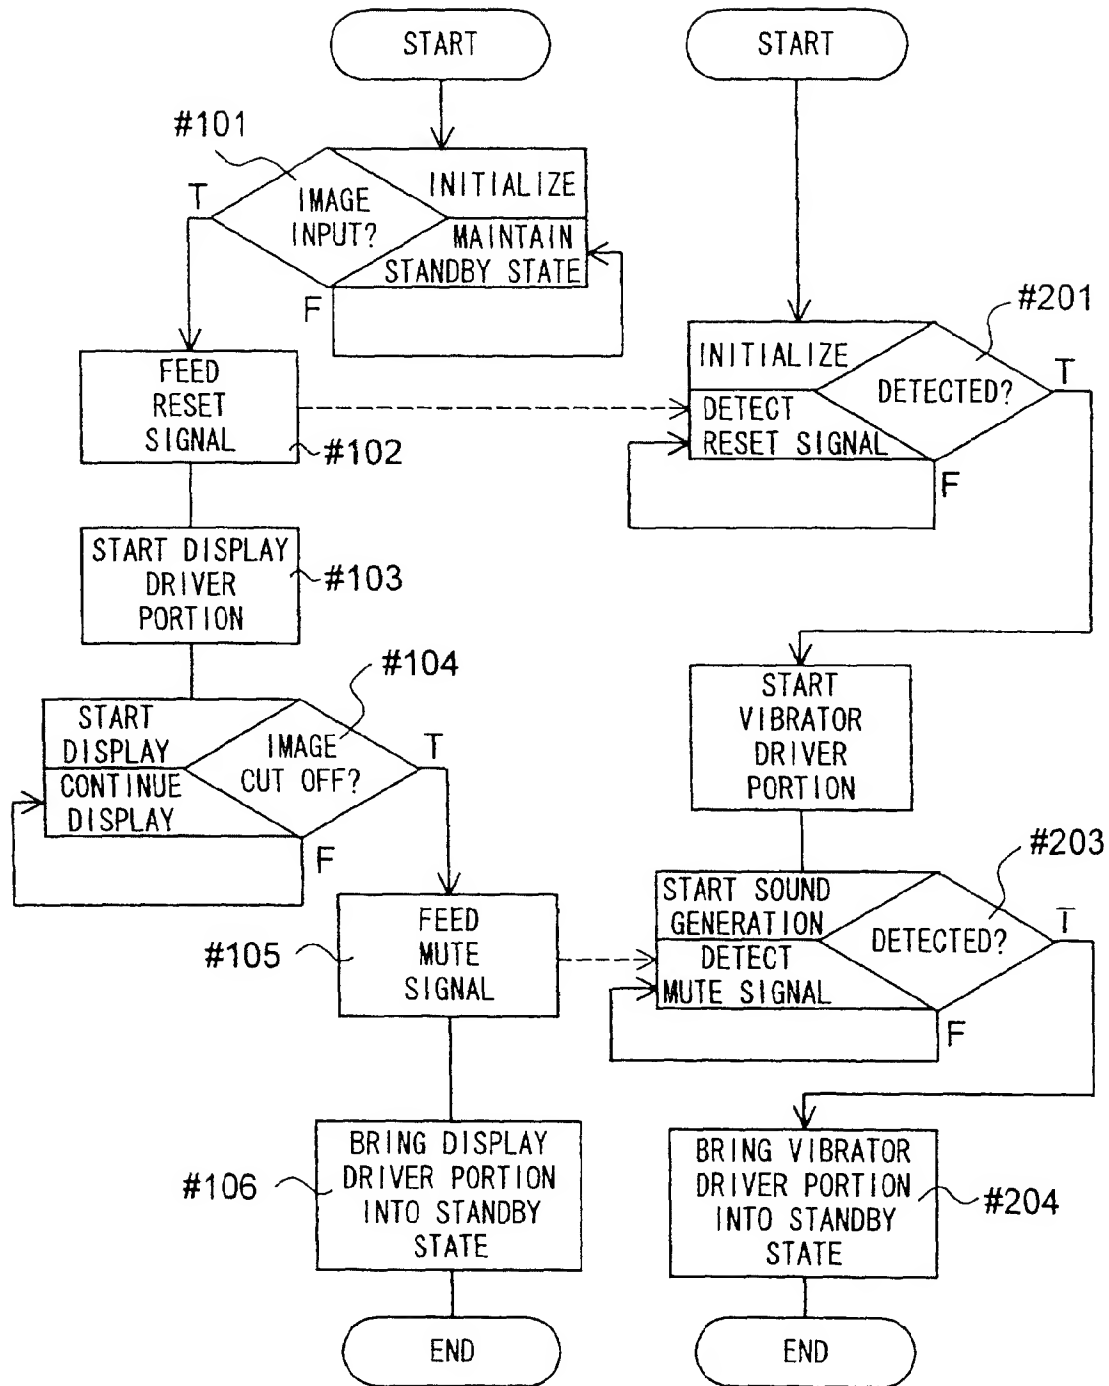 START
START
#101
T
IMAGE
INPUT?
INITIALIZE
MAINTAIN
STANDBY STATE
F
FEED
RESET
SIGNAL
#102
INITIALIZE
DETECT
RESET SIGNAL
DETECTED?
#201
T
F
START DISPLAY
DRIVER
PORTION
#103
START
DISPLAY
CONTINUE
DISPLAY
IMAGE
CUT OFF?
#104
T
F
START
VIBRATOR
DRIVER
PORTION
#105
FEED
MUTE
SIGNAL
START SOUND
GENERATION
DETECT
MUTE SIGNAL
DETECTED?
#203
T
F
#106
BRING DISPLAY
DRIVER PORTION
INTO STANDBY
STATE
BRING VIBRATOR
DRIVER PORTION
INTO STANDBY
STATE
#204
END
END